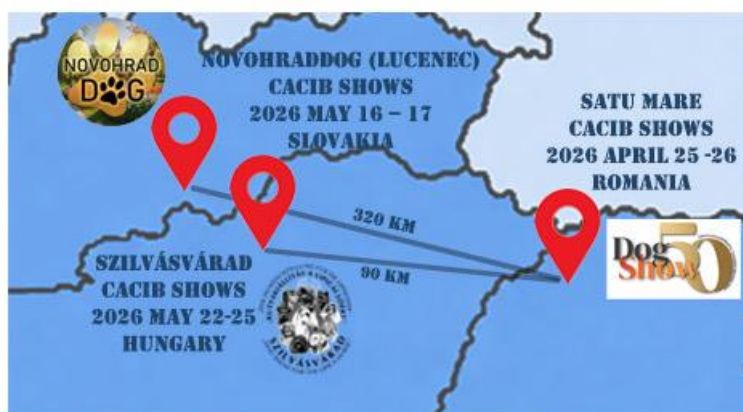 NOVOHRAD
DOG
NOVOHRADDOG (LUCENEC)
CACIB SHOWS
2026 MAY 16 – 17
SLOVAKIA
SATU MARE
CACIB SHOWS
2026 APRIL 25 -26
ROMANIA
320 KM
90 KM
Dog
Show
50
SZILVÁSVÁRAD
CACIB SHOWS
2026 MAY 22-25
HUNGARY
SZILVÁSVÁRAD